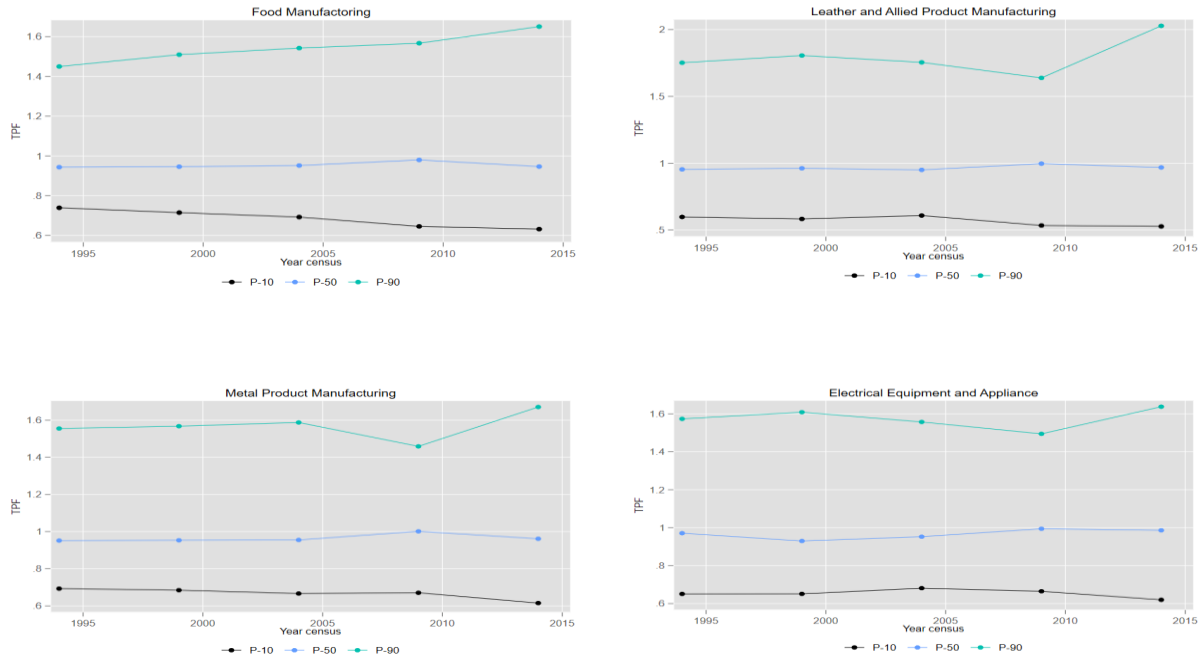 Food Manufactoring
1.6
1.4
1.2
1
.8
.6
TPF
1995 2000 2005 2010 2015
Year census
P-10 P-50 P-90
Leather and Allied Product Manufacturing
2
1.5
1
.5
TPF
1995 2000 2005 2010 2015
Year census
P-10 P-50 P-90
Metal Product Manufacturing
1.6
1.4
1.2
1
.8
.6
TPF
1995 2000 2005 2010 2015
Year census
P-10 P-50 P-90
Electrical Equipment and Appliance
1.6
1.4
1.2
1
.8
.6
TPF
1995 2000 2005 2010 2015
Year census
P-10 P-50 P-90